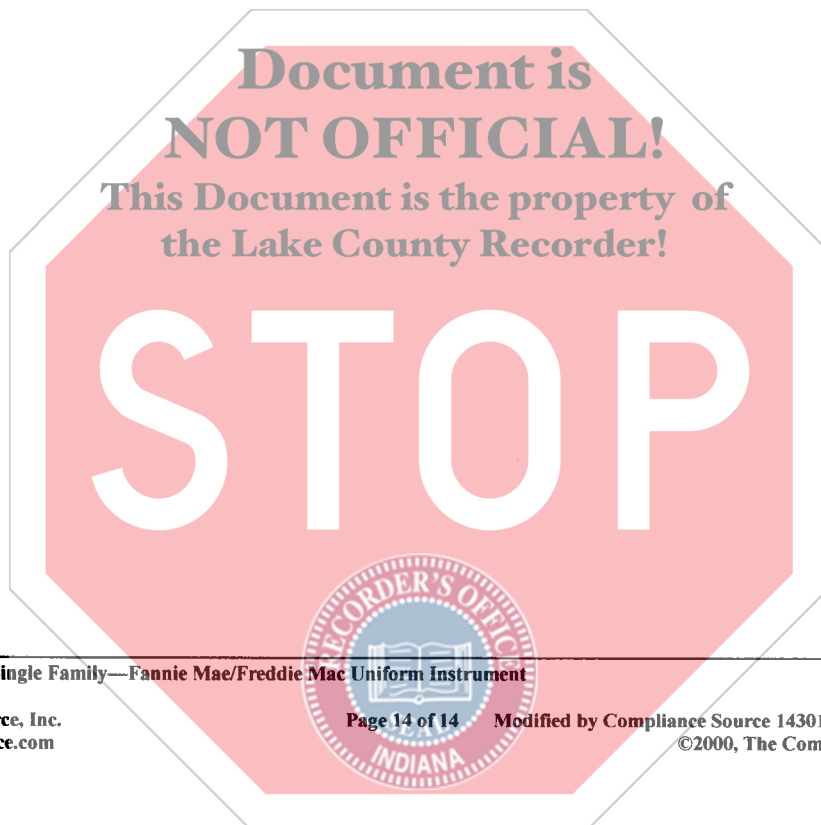 Document is
NOT OFFICIAL!
This Document is the property of
the Lake County Recorder!
STOP
RECORDER'S OFFICE
ingle Family—Fannie Mae/Freddie Mac Uniform Instrument
ce, Inc. Page 14 of 14 Modified by Compliance Source 14301
ce.com ©2000, The Com
SEAL
INDIANA